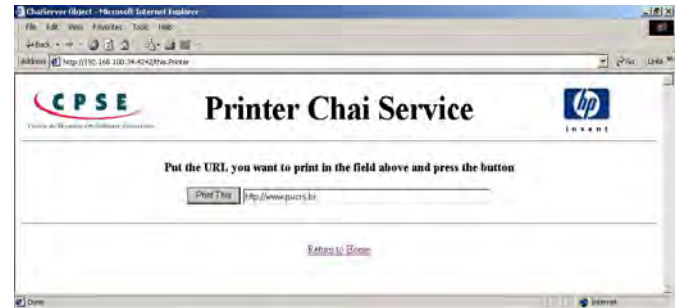 ChaiServer Object - Microsoft Internet Explorer
File Edit View Favorites Tools Help
Back
Address http://192.168.100.34:4242/this.Printer Go Links
CPSE
Printer Chai Service
hp
invent
Put the URL you want to print in the field above and press the button
Print This http://www.pucrs.br
Return to Home
Done Internet